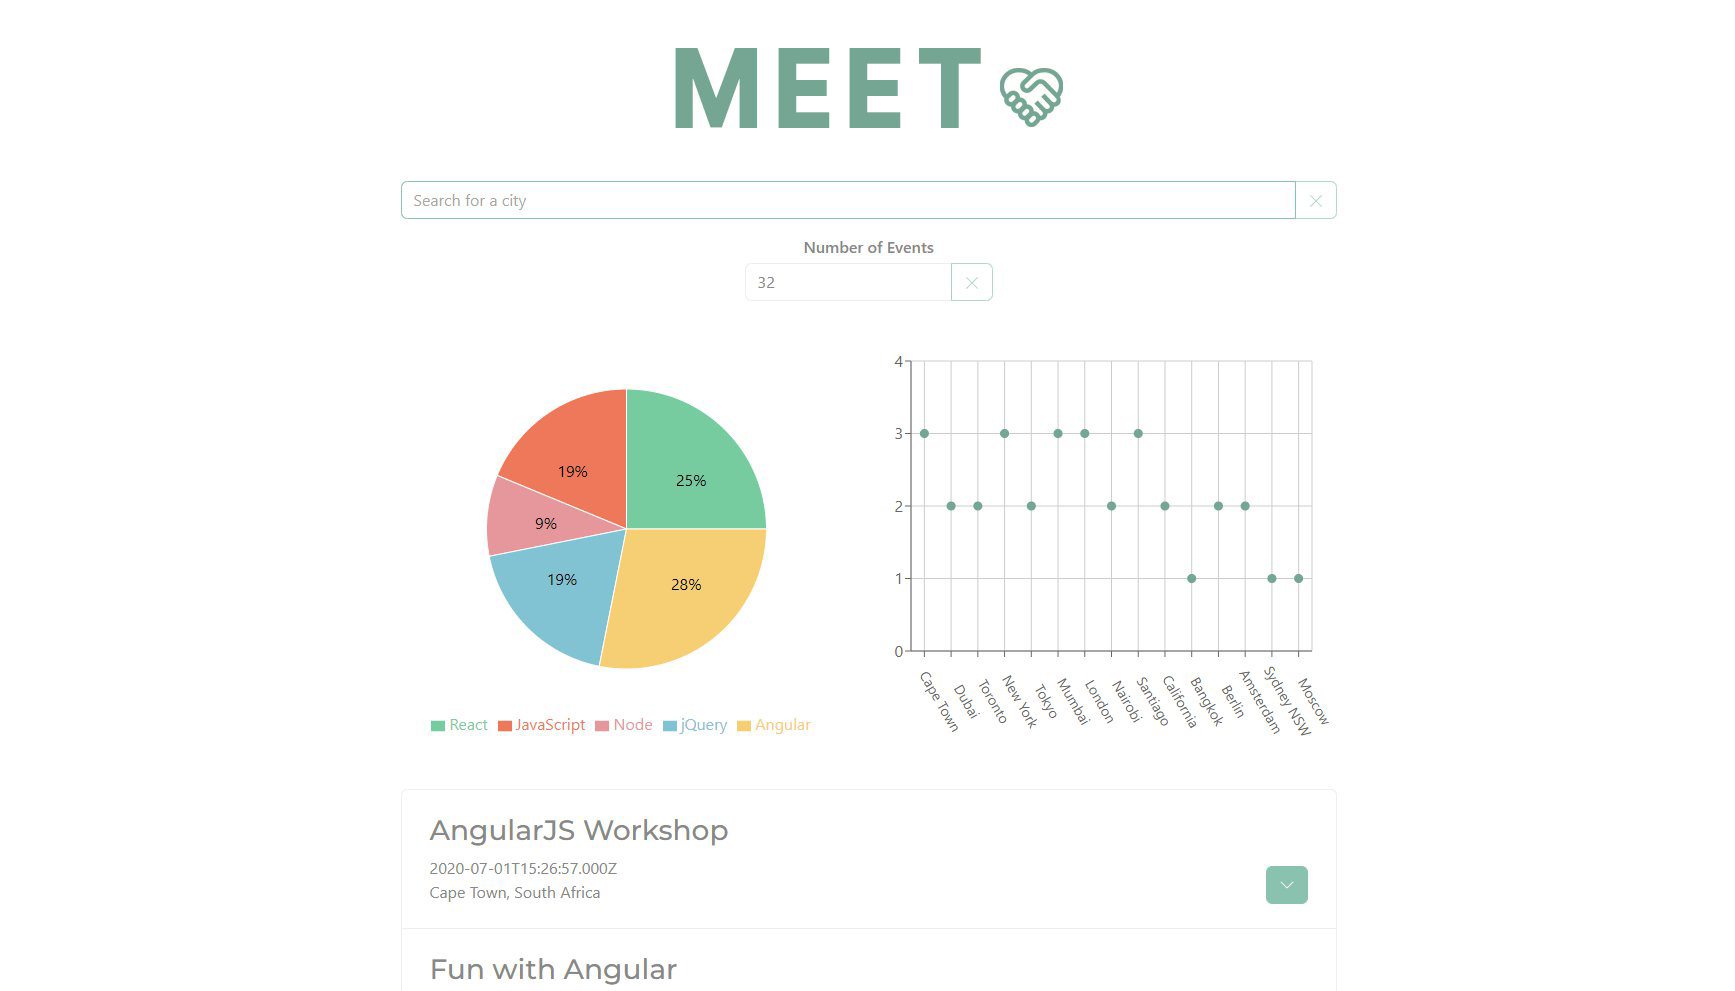 MEET
Search for a city
Number of Events
32
19%
25%
9%
19%
28%
React JavaScript Node jQuery Angular
4
3
2
1
0
Cape Town
Dubai
Toronto
New York
Tokyo
Mumbai
London
Nairobi
Santiago
California
Bangkok
Berlin
Amsterdam
Sydney NSW
Moscow
AngularJS Workshop
2020-07-01T15:26:57.000Z
Cape Town, South Africa
Fun with Angular